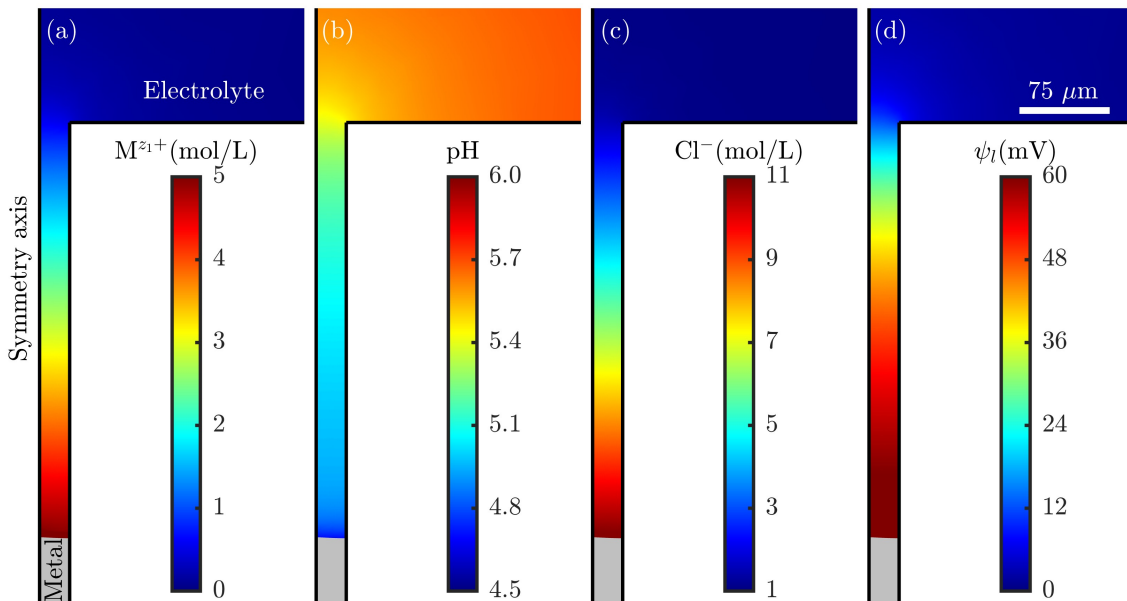 (a)
(b)
(c)
(d)
Electrolyte
75 μm
M^{z₁+}(mol/L)
pH
Cl⁻(mol/L)
ψₗ(mV)
5
4
3
2
1
0
6.0
5.7
5.4
5.1
4.8
4.5
11
9
7
5
3
1
60
48
36
24
12
0
Symmetry axis
Metal